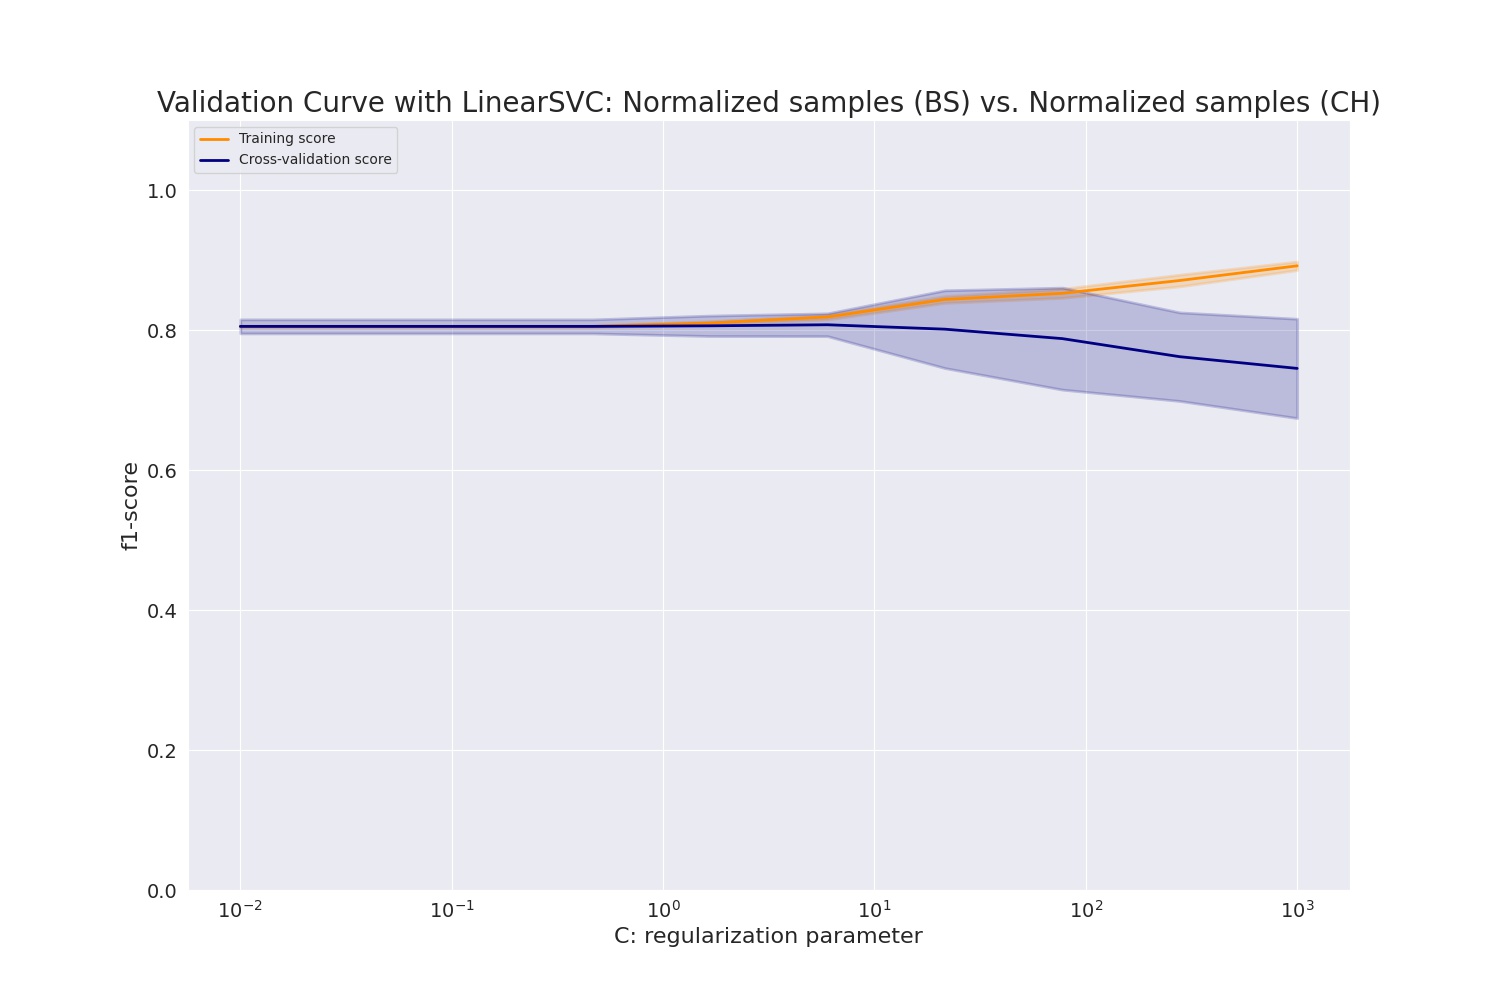 Validation Curve with LinearSVC: Normalized samples (BS) vs. Normalized samples (CH)
Training score
Cross-validation score
1.0
0.8
0.6
0.4
0.2
0.0
f1-score
10⁻² 10⁻¹ 10⁰ 10¹ 10² 10³
C: regularization parameter